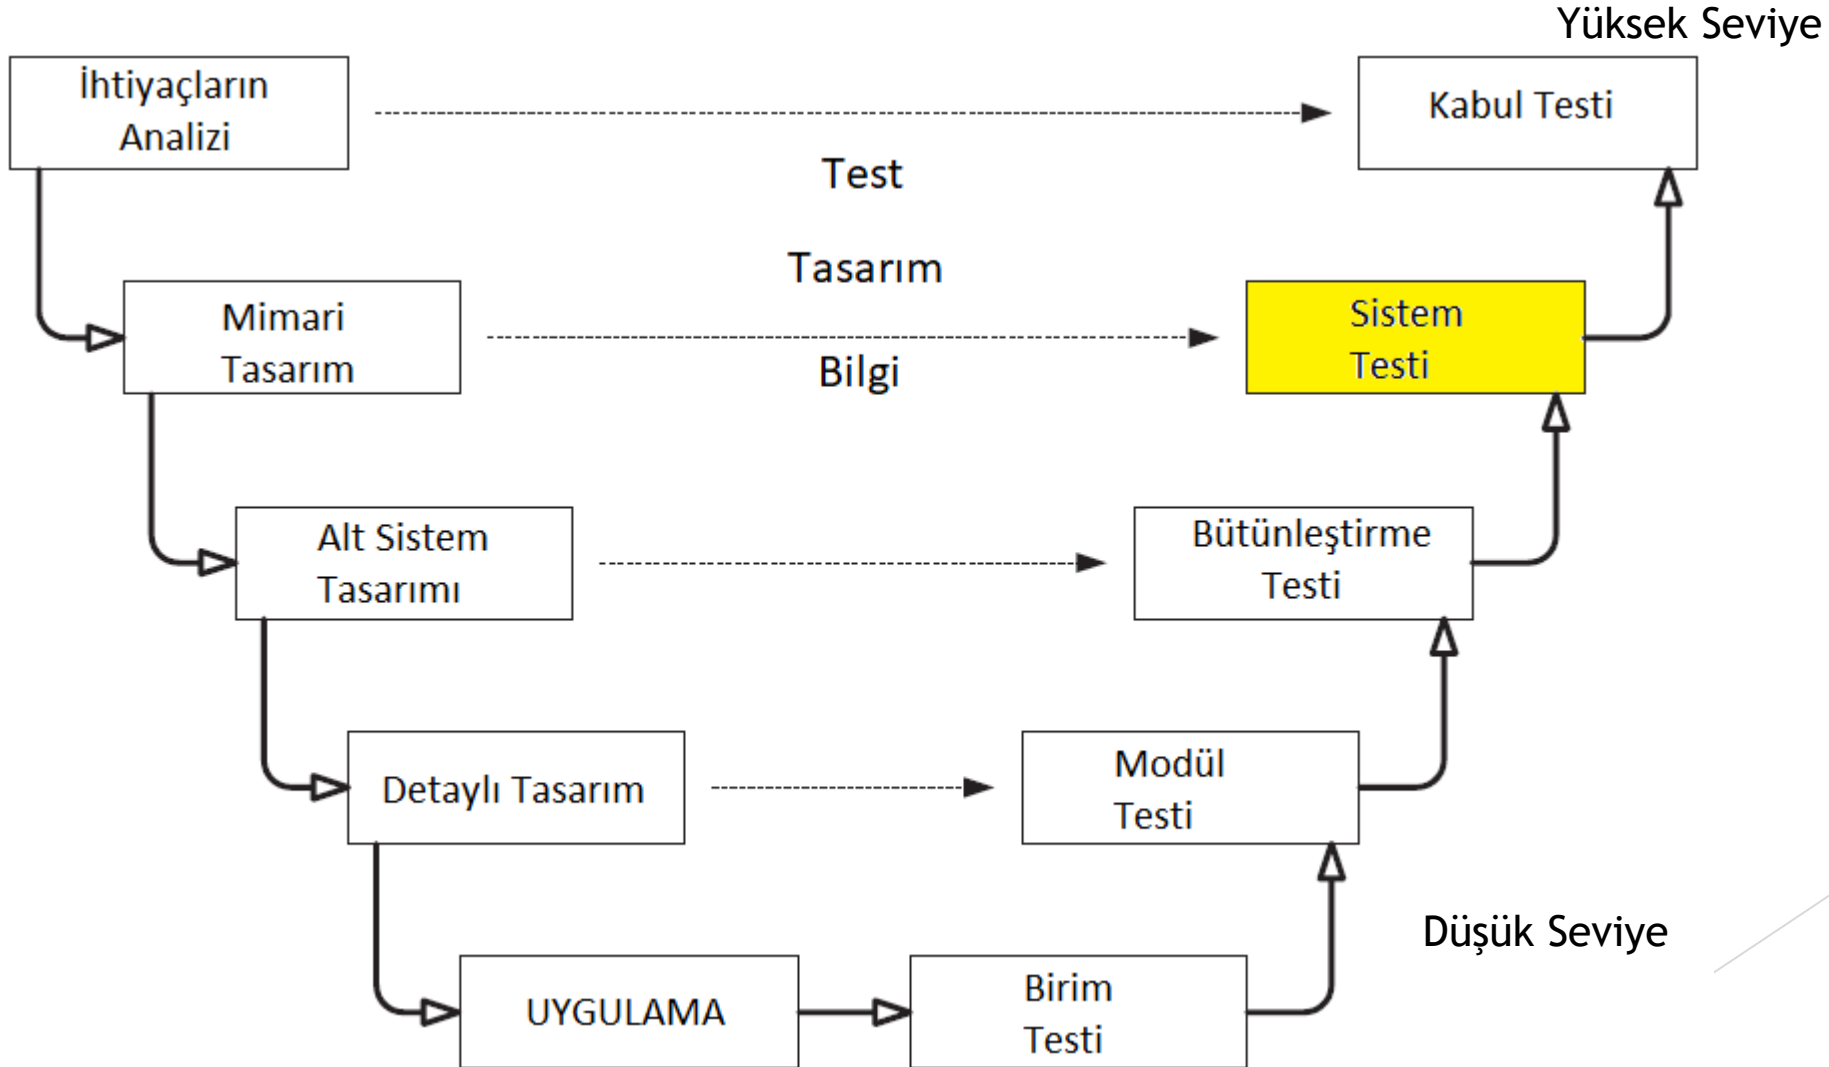 Yüksek Seviye
İhtiyaçların
Analizi
Kabul Testi
Test
Tasarım
Bilgi
Mimari
Tasarım
Sistem
Testi
Alt Sistem
Tasarımı
Bütünleştirme
Testi
Detaylı Tasarım
Modül
Testi
Düşük Seviye
UYGULAMA
Birim
Testi